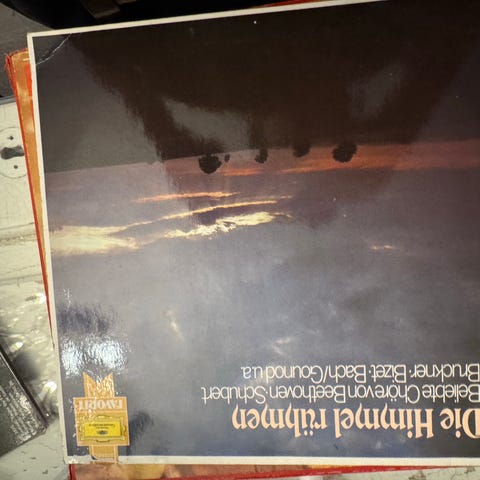 Die Himmel rühmen
Beliebte Chöre von Beethoven·Schubert
Bruckner·Bizet·Bach/Gounod u.a.
FAVORIT